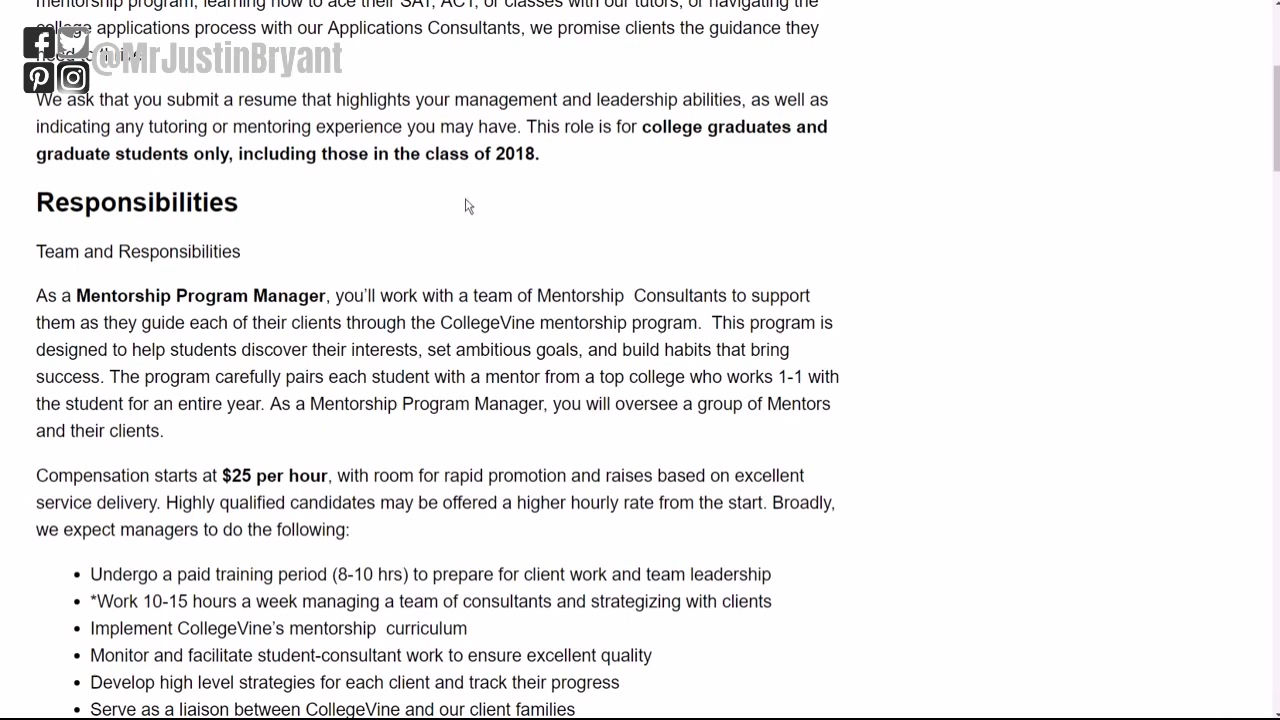 mentorship program, learning how to ace their SAT, ACT, or classes with our tutors, or navigating the
college applications process with our Applications Consultants, we promise clients the guidance they
@MrJustinBryant
We ask that you submit a resume that highlights your management and leadership abilities, as well as
indicating any tutoring or mentoring experience you may have. This role is for college graduates and
graduate students only, including those in the class of 2018.
Responsibilities
Team and Responsibilities
As a Mentorship Program Manager, you’ll work with a team of Mentorship  Consultants to support
them as they guide each of their clients through the CollegeVine mentorship program.  This program is
designed to help students discover their interests, set ambitious goals, and build habits that bring
success. The program carefully pairs each student with a mentor from a top college who works 1-1 with
the student for an entire year. As a Mentorship Program Manager, you will oversee a group of Mentors
and their clients.
Compensation starts at $25 per hour, with room for rapid promotion and raises based on excellent
service delivery. Highly qualified candidates may be offered a higher hourly rate from the start. Broadly,
we expect managers to do the following:
• Undergo a paid training period (8-10 hrs) to prepare for client work and team leadership
• *Work 10-15 hours a week managing a team of consultants and strategizing with clients
• Implement CollegeVine’s mentorship  curriculum
• Monitor and facilitate student-consultant work to ensure excellent quality
• Develop high level strategies for each client and track their progress
• Serve as a liaison between CollegeVine and our client families